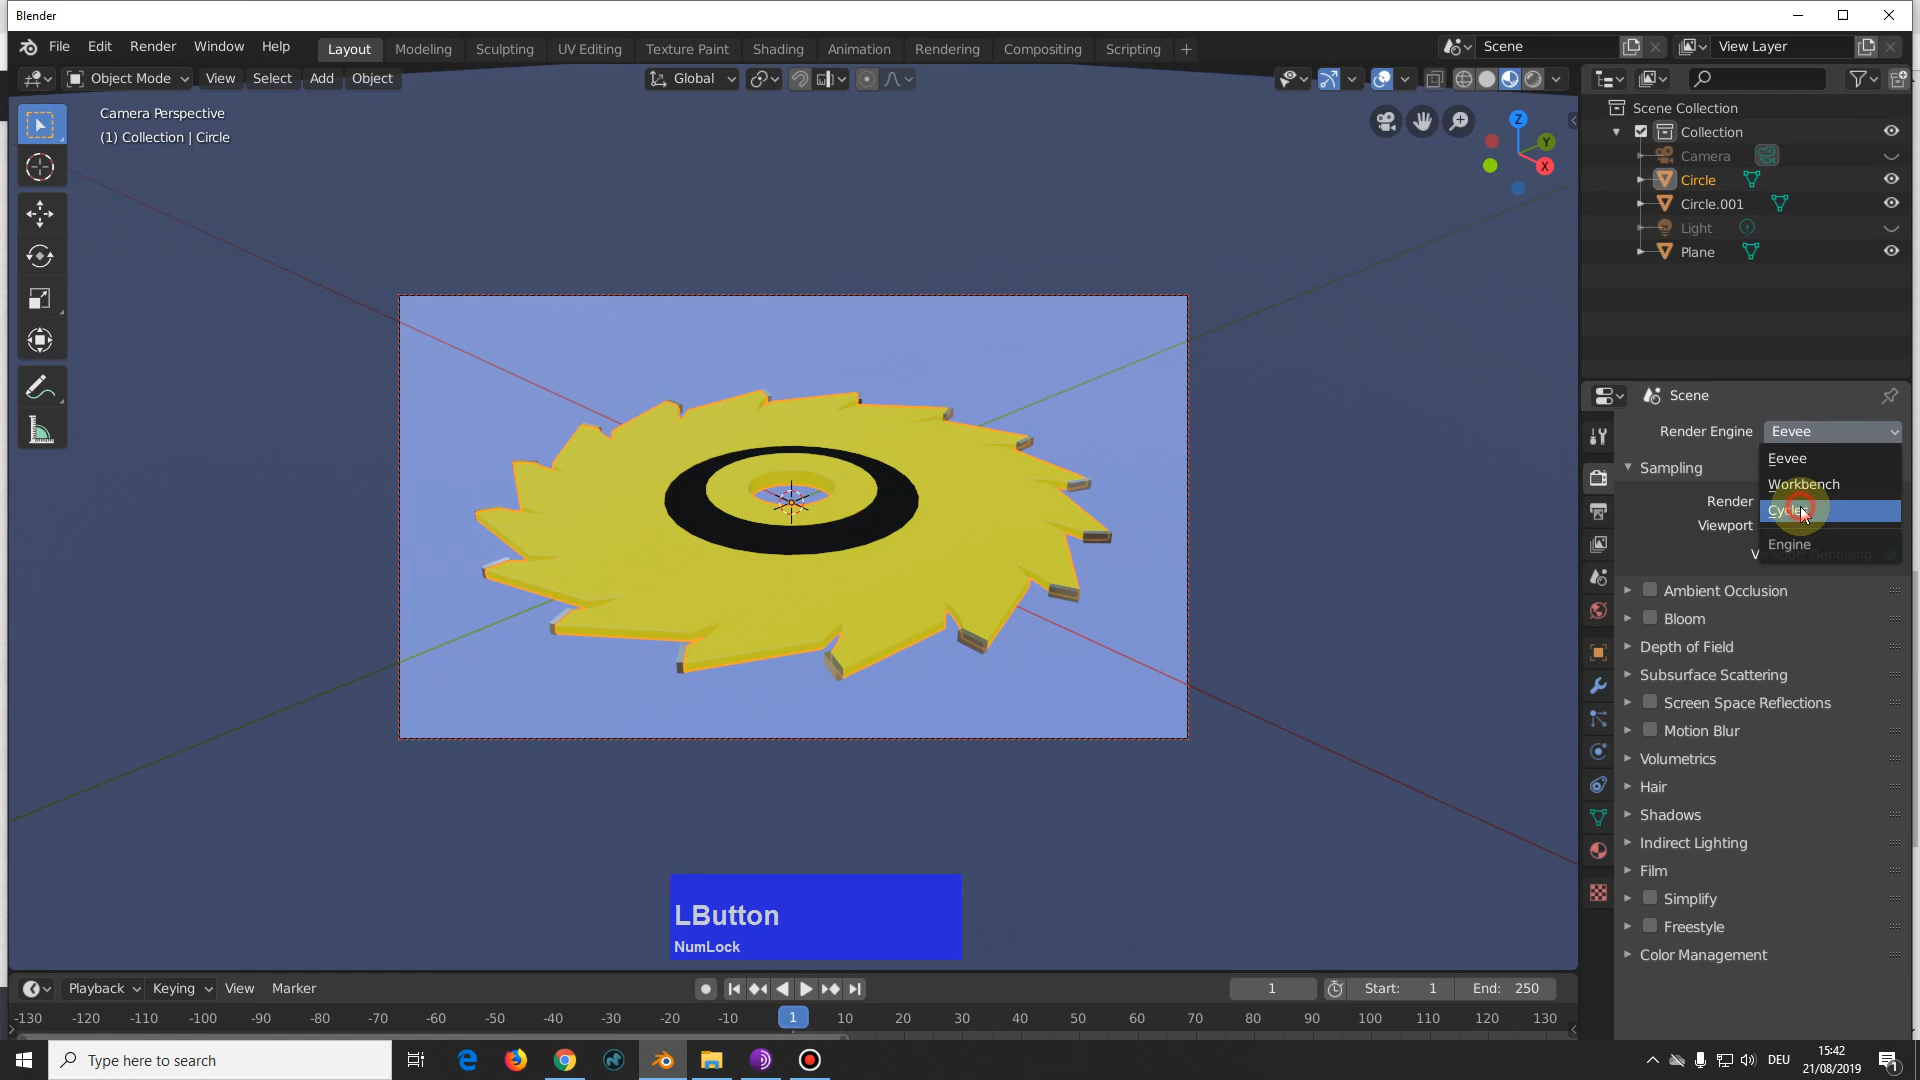 Blender
File Edit Render Window Help Layout Modeling Sculpting UV Editing Texture Paint Shading Animation Rendering Compositing Scripting + Scene View Layer
Object Mode View Select Add Object Global
Camera Perspective
(1) Collection | Circle
Z
Y
X
Scene Collection
Collection
Camera
Circle
Circle.001
Light
Plane
Scene
Render Engine Eevee
Eevee
Sampling
Workbench
Render
Cycles
Viewport
Engine
Ambient Occlusion
Bloom
Depth of Field
Subsurface Scattering
Screen Space Reflections
Motion Blur
Volumetrics
Hair
Shadows
Indirect Lighting
Film
Simplify
Freestyle
Color Management
LButton
NumLock
Playback Keying View Marker 1 Start: 1 End: 250
-130 -120 -110 -100 -90 -80 -70 -60 -50 -40 -30 -20 -10 1 10 20 30 40 50 60 70 80 90 100 110 120 130
Type here to search
DEU
15:42
21/08/2019
1